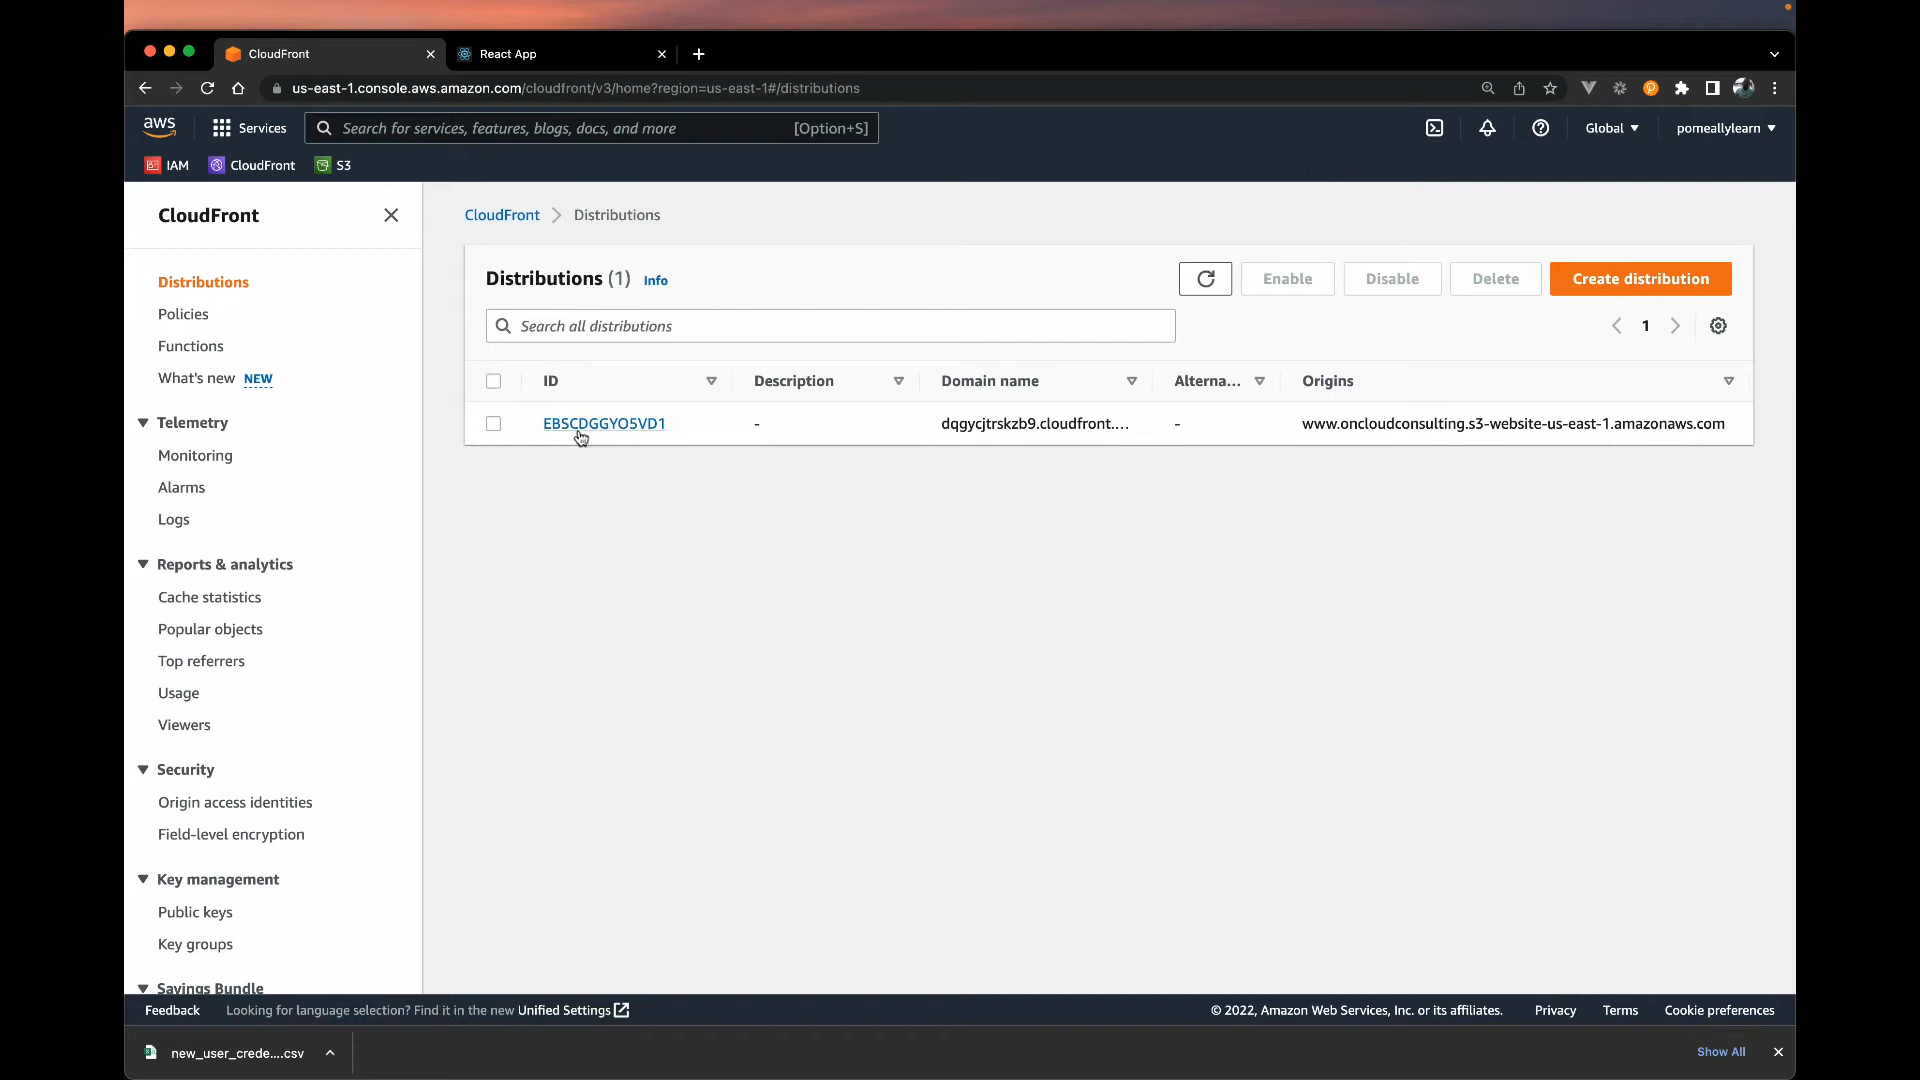 CloudFront
React App
us-east-1.console.aws.amazon.com/cloudfront/v3/home?region=us-east-1#/distributions
aws
Services
Search for services, features, blogs, docs, and more
[Option+S]
Global
pomeallylearn
IAM
CloudFront
S3
CloudFront
Distributions
Policies
Functions
What's new NEW
Telemetry
Monitoring
Alarms
Logs
Reports & analytics
Cache statistics
Popular objects
Top referrers
Usage
Viewers
Security
Origin access identities
Field-level encryption
Key management
Public keys
Key groups
Savings Bundle
CloudFront
Distributions
Distributions (1) Info
Enable
Disable
Delete
Create distribution
Search all distributions
1
ID
Description
Domain name
Alterna...
Origins
EBSCDGGYO5VD1
-
dqgycjtrskzb9.cloudfront....
-
www.oncloudconsulting.s3-website-us-east-1.amazonaws.com
Feedback
Looking for language selection? Find it in the new Unified Settings
© 2022, Amazon Web Services, Inc. or its affiliates.
Privacy
Terms
Cookie preferences
new_user_crede....csv
Show All